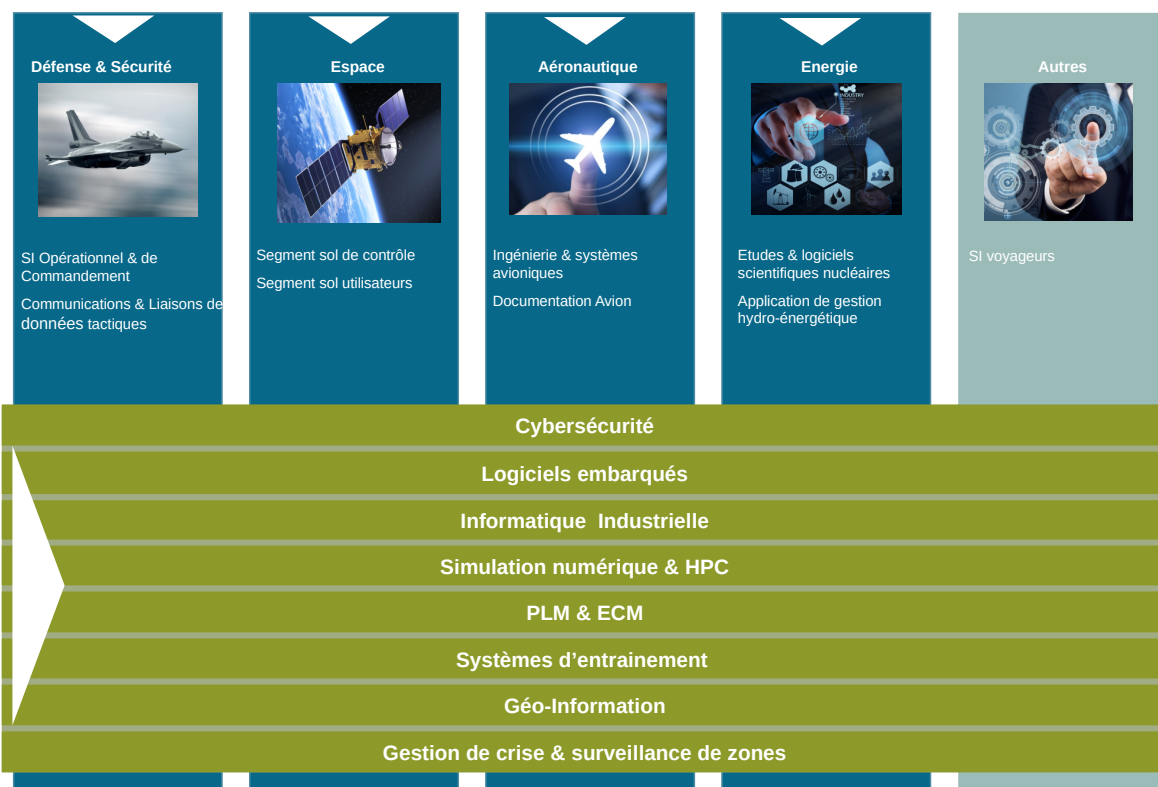 Défense & Sécurité
Espace
Aéronautique
Energie
Autres
INDUSTRY
SI Opérationnel & de
Commandement
Communications & Liaisons de
données tactiques
Segment sol de contrôle
Segment sol utilisateurs
Ingénierie & systèmes
avioniques
Documentation Avion
Etudes & logiciels
scientifiques nucléaires
Application de gestion
hydro-énergétique
SI voyageurs
Cybersécurité
Logiciels embarqués
Informatique  Industrielle
Simulation numérique & HPC
PLM & ECM
Systèmes d’entrainement
Géo-Information
Gestion de crise & surveillance de zones